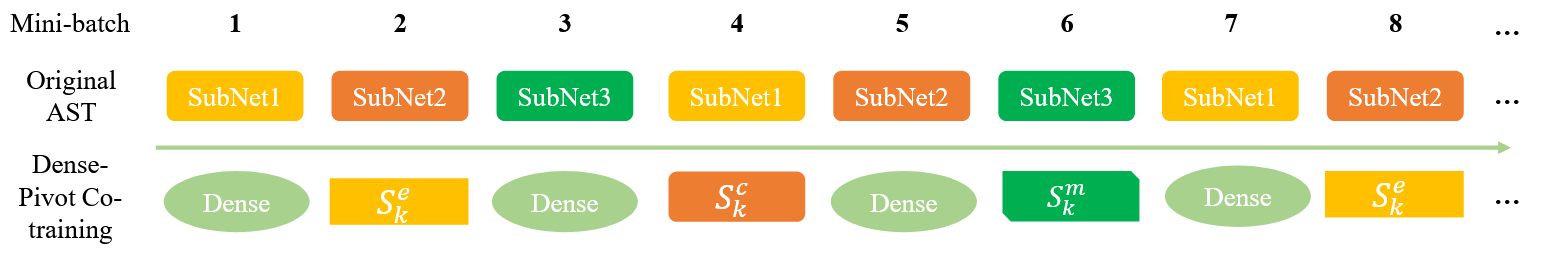 Mini-batch 1 2 3 4 5 6 7 8 ...
Original
AST
SubNet1 SubNet2 SubNet3 SubNet1 SubNet2 SubNet3 SubNet1 SubNet2 ...
Dense-
Pivot Co-
training
Dense S_k^e Dense S_k^c Dense S_k^m Dense S_k^e ...